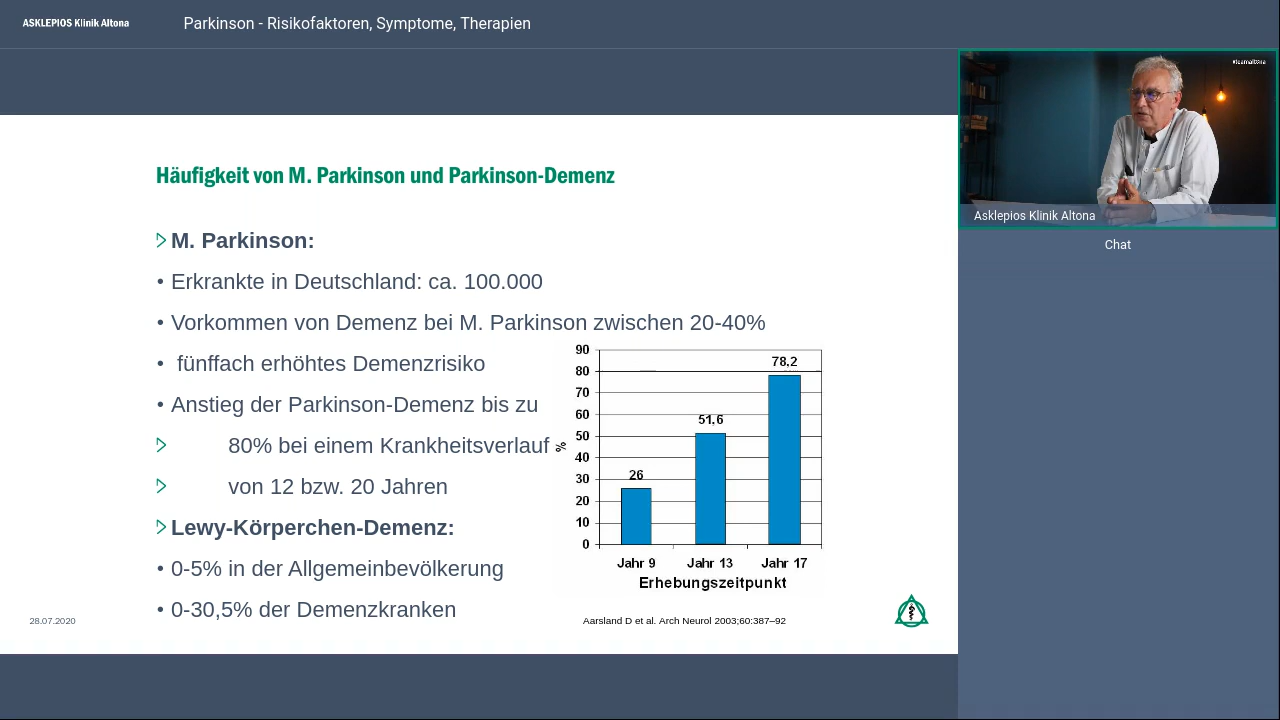 ASKLEPIOS Klinik Altona
Parkinson - Risikofaktoren, Symptome, Therapien
#teamaltona
Asklepios Klinik Altona
Chat
Häufigkeit von M. Parkinson und Parkinson-Demenz
M. Parkinson:
• Erkrankte in Deutschland: ca. 100.000
• Vorkommen von Demenz bei M. Parkinson zwischen 20-40%
• fünffach erhöhtes Demenzrisiko
• Anstieg der Parkinson-Demenz bis zu
80% bei einem Krankheitsverlauf
von 12 bzw. 20 Jahren
Lewy-Körperchen-Demenz:
• 0-5% in der Allgemeinbevölkerung
• 0-30,5% der Demenzkranken
90
80
70
60
50
40
30
20
10
0
%
26
51,6
78,2
Jahr 9 Jahr 13 Jahr 17
Erhebungszeitpunkt
28.07.2020
Aarsland D et al. Arch Neurol 2003;60:387–92